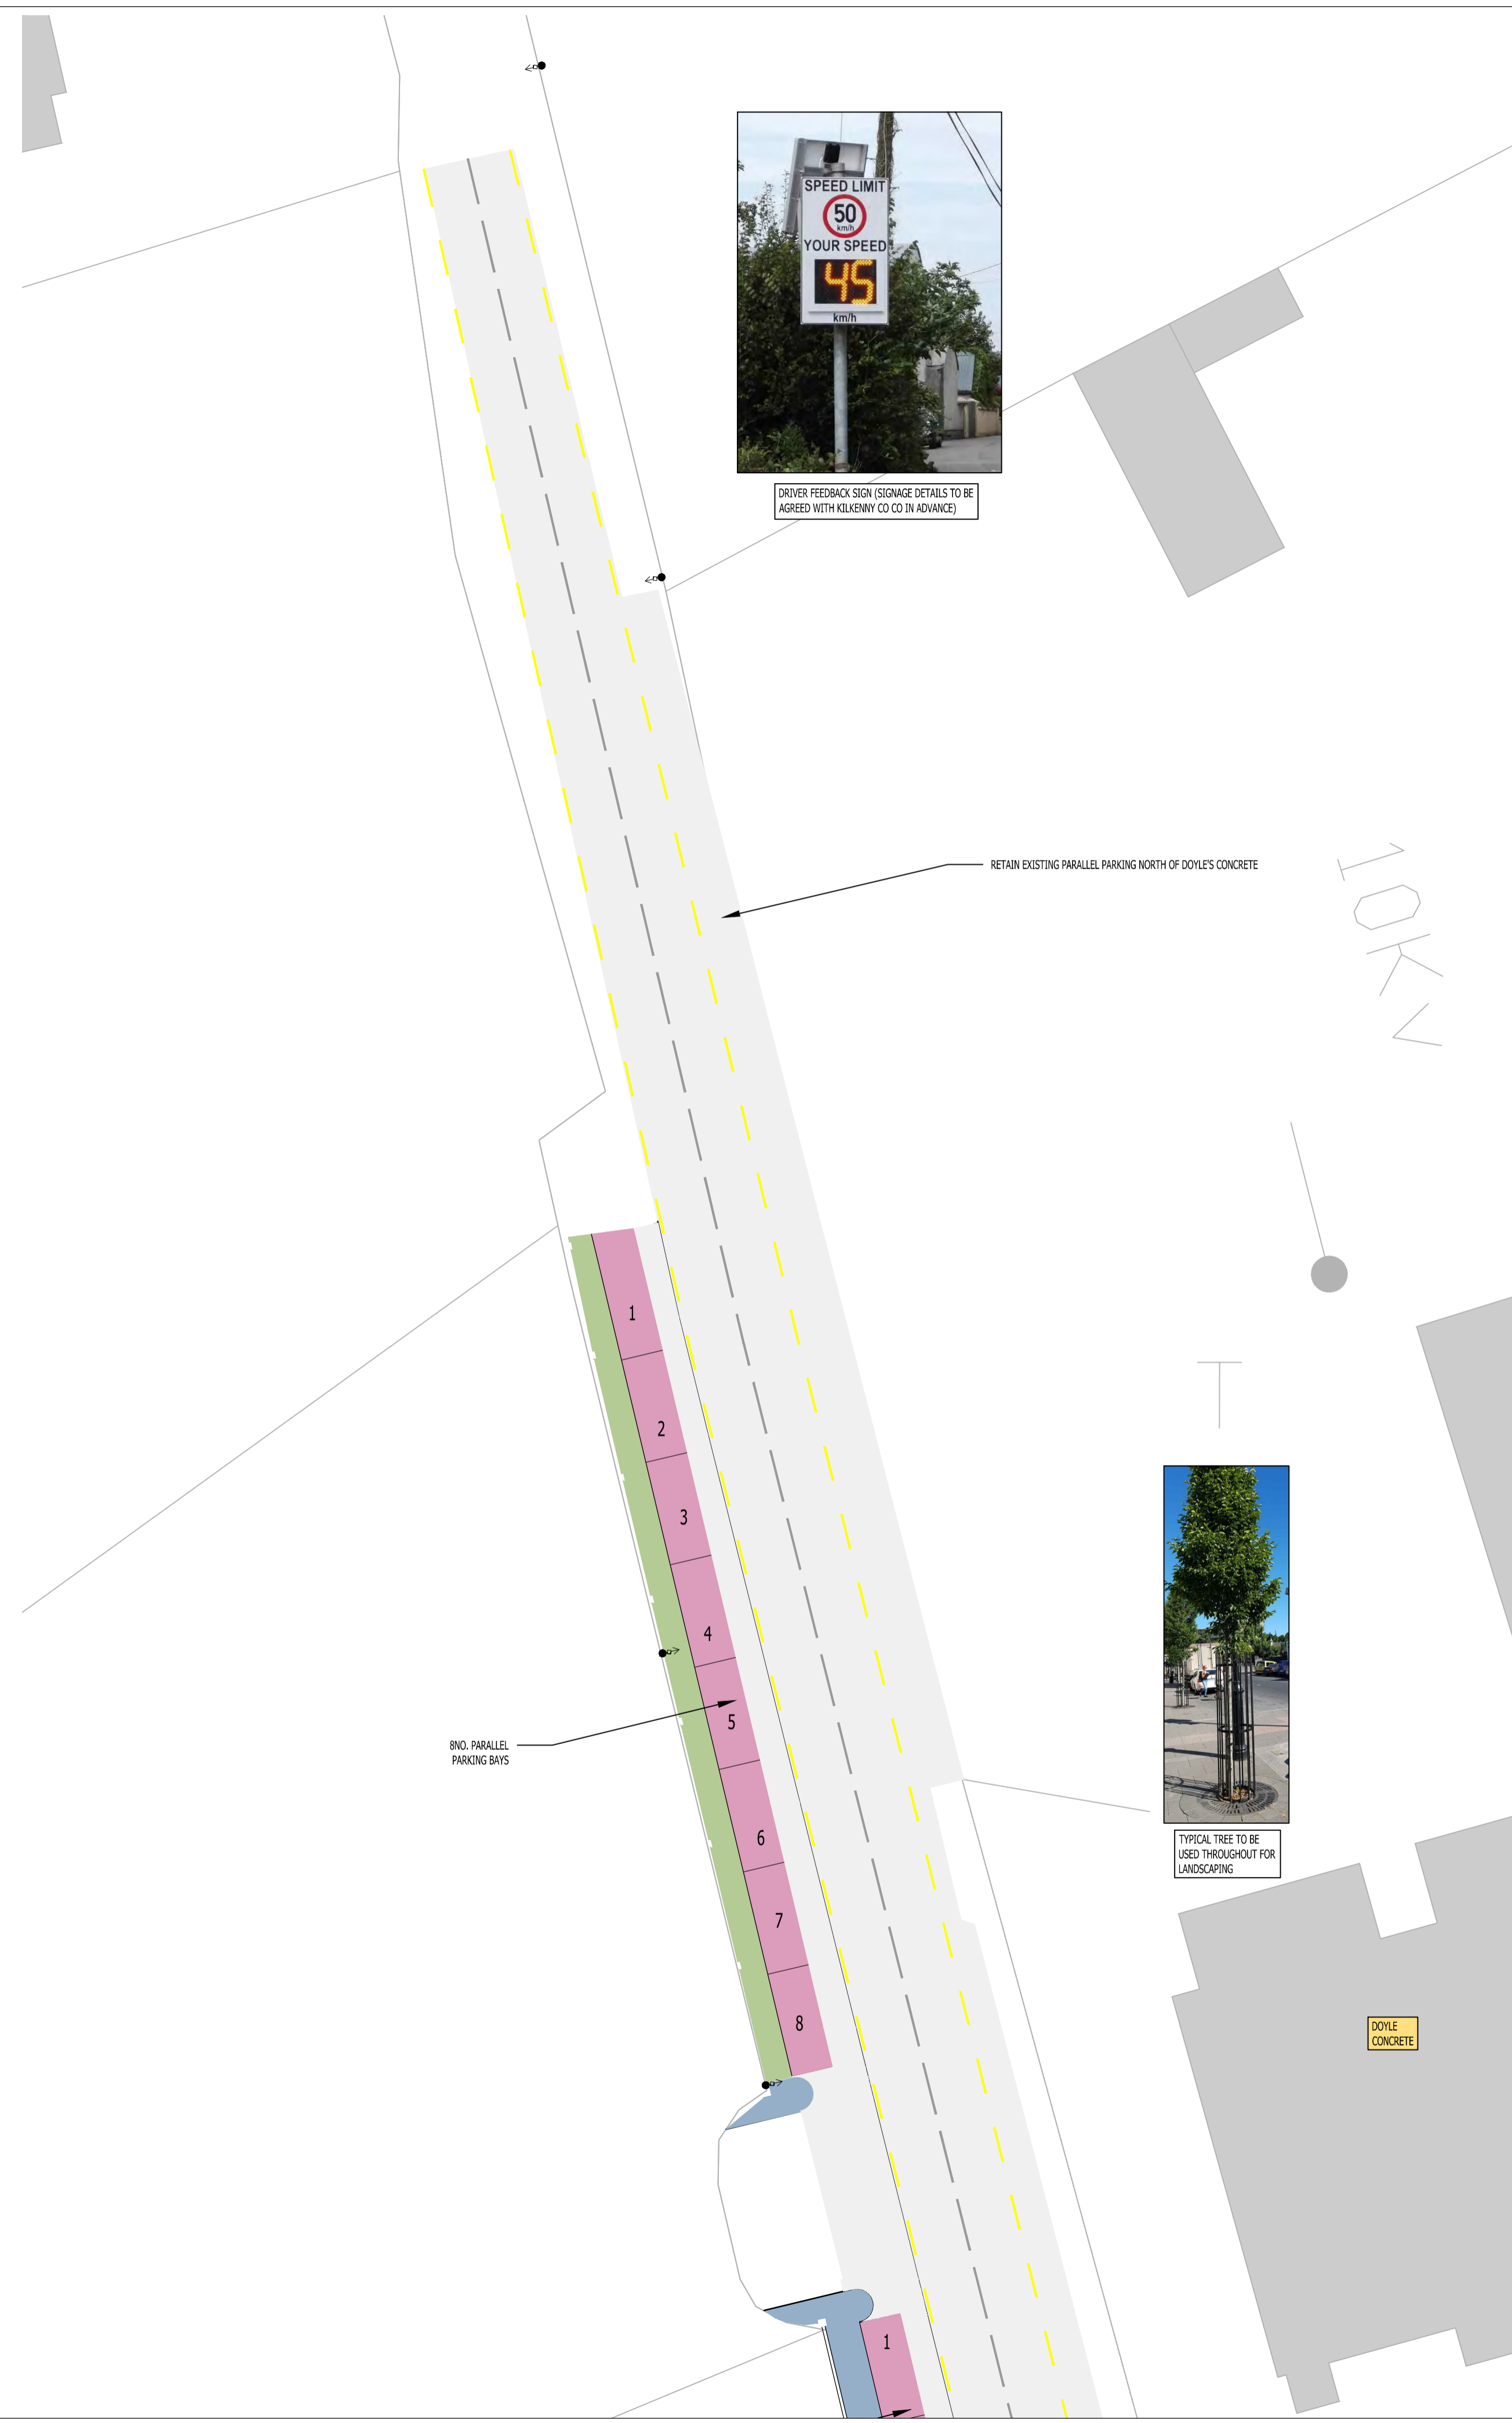 SPEED LIMIT
50
km/h
YOUR SPEED
45
km/h
DRIVER FEEDBACK SIGN (SIGNAGE DETAILS TO BE
AGREED WITH KILKENNY CO CO IN ADVANCE)
RETAIN EXISTING PARALLEL PARKING NORTH OF DOYLE'S CONCRETE
10KV
1
2
3
4
5
6
7
8
8NO. PARALLEL
PARKING BAYS
T
TYPICAL TREE TO BE
USED THROUGHOUT FOR
LANDSCAPING
DOYLE
CONCRETE
1